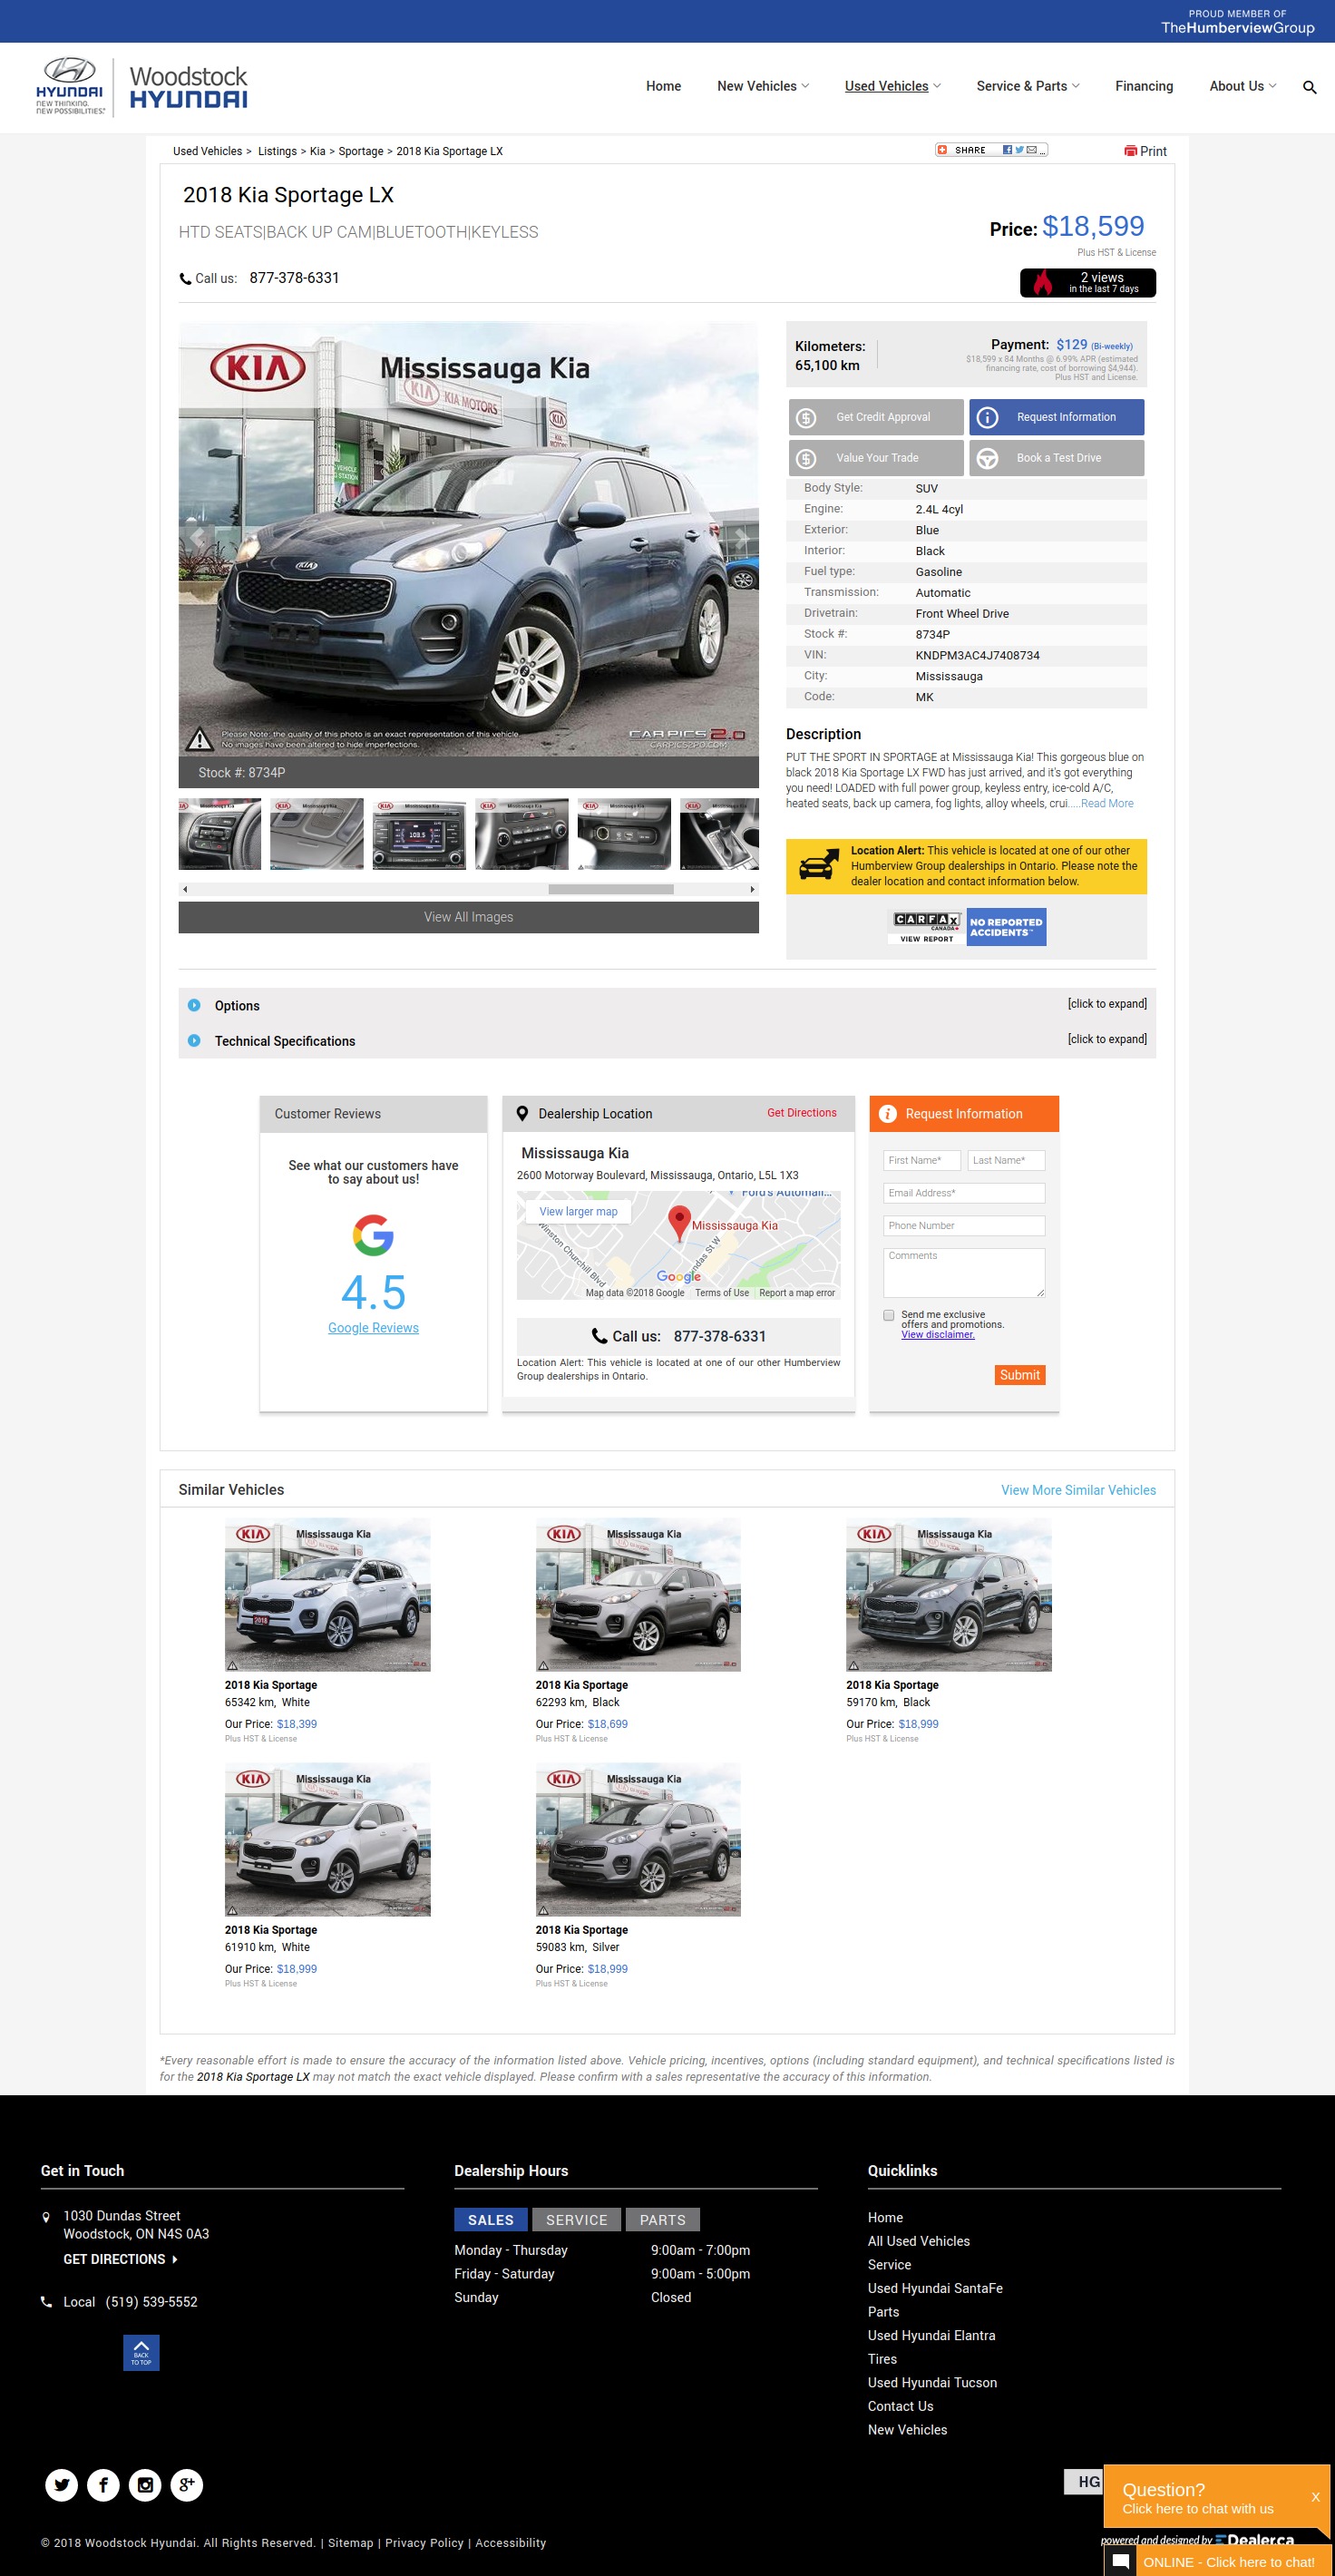 PROUD MEMBER OF
TheHumberviewGroup
HYUNDAI
NEW THINKING.
NEW POSSIBILITIES.
Woodstock
HYUNDAI
Home
New Vehicles
Used Vehicles
Service & Parts
Financing
About Us
Used Vehicles > Listings > Kia > Sportage > 2018 Kia Sportage LX
SHARE
...
Print
2018 Kia Sportage LX
HTD SEATS|BACK UP CAM|BLUETOOTH|KEYLESS
Price: $18,599
Plus HST & License
Call us: 877-378-6331
2 views
in the last 7 days
KIA
Mississauga Kia
KIA KIA MOTORS
KIA
VEHICLE
KIA
Please Note: the quality of this photo is an exact representation of this vehicle.
No images have been altered to hide imperfections.
CARPICS 2.0
CARPICS2PO.COM
Stock #: 8734P
View All Images
Kilometers:
65,100 km
Payment: $129 (Bi-weekly)
$18,599 x 84 Months @ 6.99% APR (estimated
financing rate, cost of borrowing $4,944).
Plus HST and License.
Get Credit Approval
Request Information
Value Your Trade
Book a Test Drive
Body Style: SUV
Engine: 2.4L 4cyl
Exterior: Blue
Interior: Black
Fuel type: Gasoline
Transmission: Automatic
Drivetrain: Front Wheel Drive
Stock #: 8734P
VIN: KNDPM3AC4J7408734
City: Mississauga
Code: MK
Description
PUT THE SPORT IN SPORTAGE at Mississauga Kia! This gorgeous blue on
black 2018 Kia Sportage LX FWD has just arrived, and it's got everything
you need! LOADED with full power group, keyless entry, ice-cold A/C,
heated seats, back up camera, fog lights, alloy wheels, crui.....Read More
Location Alert: This vehicle is located at one of our other
Humberview Group dealerships in Ontario. Please note the
dealer location and contact information below.
CARFAX
CANADA
VIEW REPORT
NO REPORTED
ACCIDENTS™
Options
[click to expand]
Technical Specifications
[click to expand]
Customer Reviews
See what our customers have
to say about us!
4.5
Google Reviews
Dealership Location
Get Directions
Mississauga Kia
2600 Motorway Boulevard, Mississauga, Ontario, L5L 1X3
View larger map
Ford's Automall...
Mississauga Kia
Winston Churchill Blvd
ndas St W
Google
Map data ©2018 Google
Terms of Use
Report a map error
Call us: 877-378-6331
Location Alert: This vehicle is located at one of our other Humberview
Group dealerships in Ontario.
Request Information
First Name*
Last Name*
Email Address*
Phone Number
Comments
Send me exclusive
offers and promotions.
View disclaimer.
Submit
Similar Vehicles
View More Similar Vehicles
KIA Mississauga Kia
KIA Mississauga Kia
KIA Mississauga Kia
2018
2018 Kia Sportage
65342 km, White
Our Price: $18,399
Plus HST & License
2018 Kia Sportage
62293 km, Black
Our Price: $18,699
Plus HST & License
2018 Kia Sportage
59170 km, Black
Our Price: $18,999
Plus HST & License
KIA Mississauga Kia
KIA Mississauga Kia
2018 Kia Sportage
61910 km, White
Our Price: $18,999
Plus HST & License
2018 Kia Sportage
59083 km, Silver
Our Price: $18,999
Plus HST & License
*Every reasonable effort is made to ensure the accuracy of the information listed above. Vehicle pricing, incentives, options (including standard equipment), and technical specifications listed is
for the 2018 Kia Sportage LX may not match the exact vehicle displayed. Please confirm with a sales representative the accuracy of this information.
Get in Touch
1030 Dundas Street
Woodstock, ON N4S 0A3
GET DIRECTIONS
Local (519) 539-5552
BACK
TO TOP
Dealership Hours
SALES
SERVICE
PARTS
Monday - Thursday 9:00am - 7:00pm
Friday - Saturday 9:00am - 5:00pm
Sunday Closed
Quicklinks
Home
All Used Vehicles
Service
Used Hyundai SantaFe
Parts
Used Hyundai Elantra
Tires
Used Hyundai Tucson
Contact Us
New Vehicles
HG
Question?
Click here to chat with us
X
© 2018 Woodstock Hyundai. All Rights Reserved. | Sitemap | Privacy Policy | Accessibility
powered and designed by EDealer.ca
ONLINE - Click here to chat!